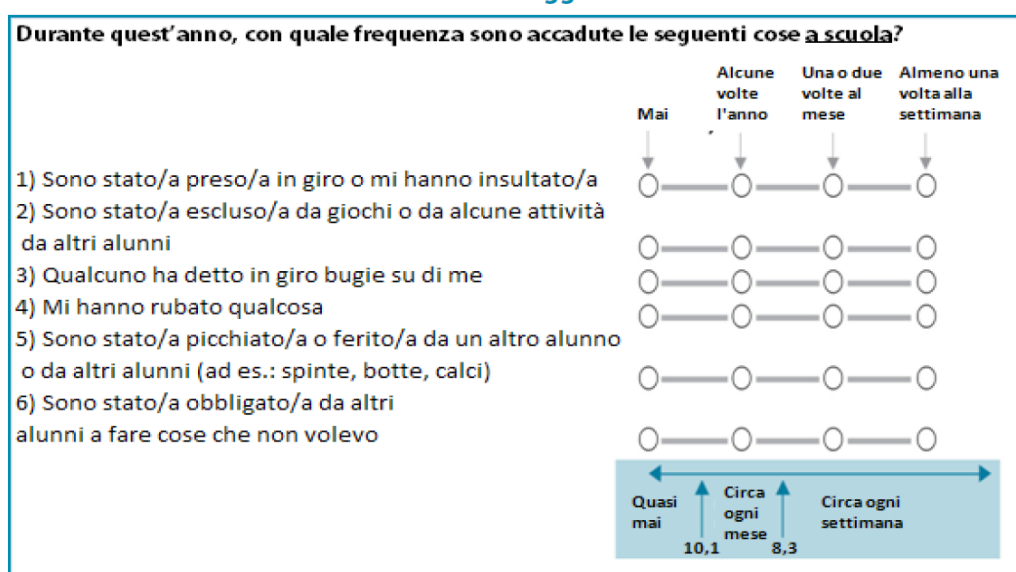 Durante quest'anno, con quale frequenza sono accadute le seguenti cose a scuola?
Mai
Alcune
volte
l'anno
Una o due
volte al
mese
Almeno una
volta alla
settimana
1) Sono stato/a preso/a in giro o mi hanno insultato/a
2) Sono stato/a escluso/a da giochi o da alcune attività
da altri alunni
3) Qualcuno ha detto in giro bugie su di me
4) Mi hanno rubato qualcosa
5) Sono stato/a picchiato/a o ferito/a da un altro alunno
o da altri alunni (ad es.: spinte, botte, calci)
6) Sono stato/a obbligato/a da altri
alunni a fare cose che non volevo
Quasi
mai
Circa
ogni
mese
Circa ogni
settimana
10,1
8,3